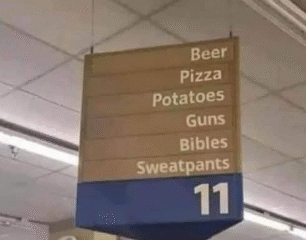 Beer
Pizza
Potatoes
Guns
Bibles
Sweatpants
11